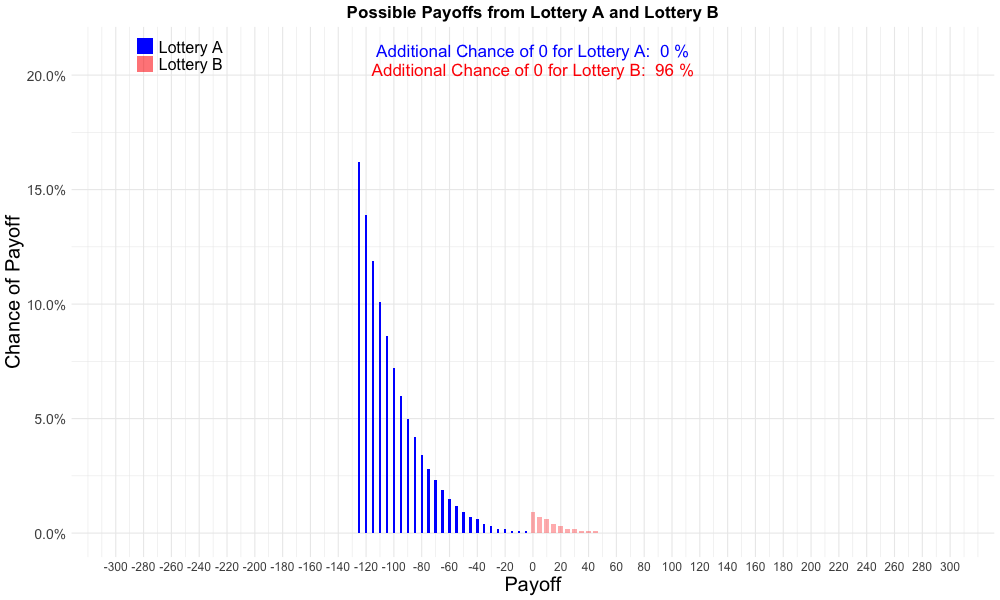 Possible Payoffs from Lottery A and Lottery B
Lottery A
Lottery B
Additional Chance of 0 for Lottery A:  0 %
Additional Chance of 0 for Lottery B:  96 %
Chance of Payoff
20.0%
15.0%
10.0%
5.0%
0.0%
-300 -280 -260 -240 -220 -200 -180 -160 -140 -120 -100 -80 -60 -40 -20 0 20 40 60 80 100 120 140 160 180 200 220 240 260 280 300
Payoff